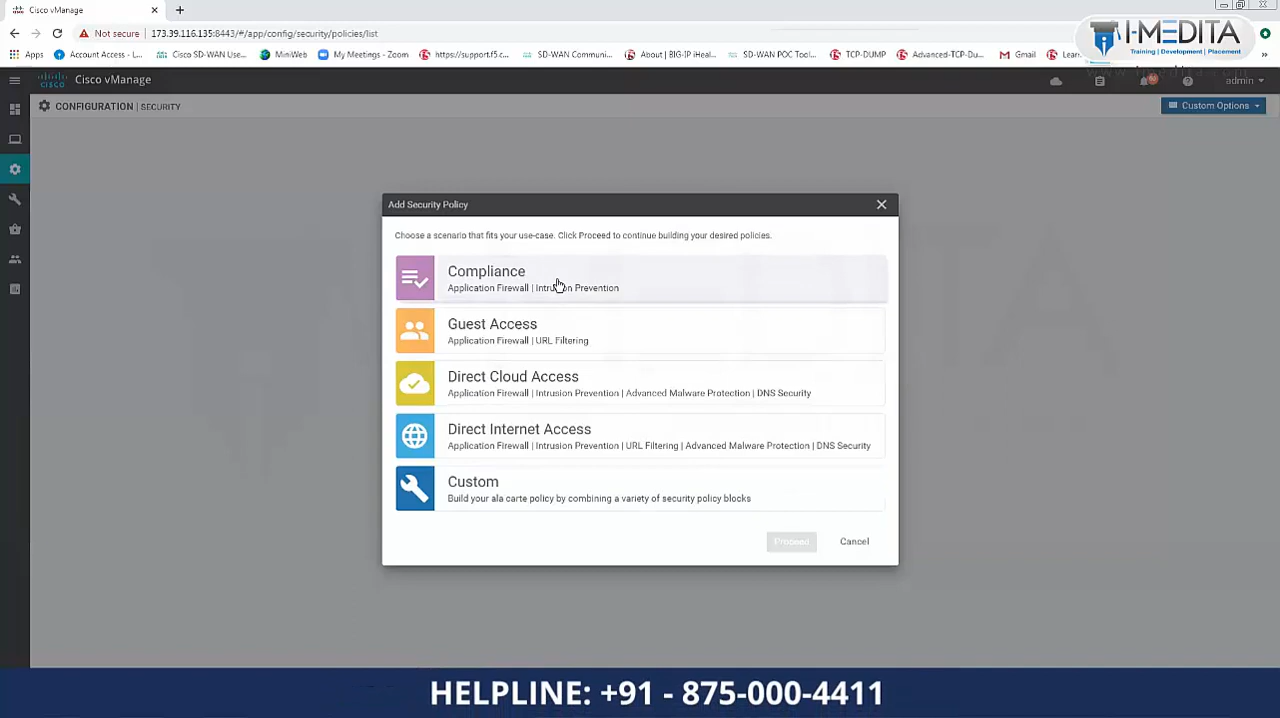 Cisco vManage
Not secure
173.39.116.135:8443/#/app/config/security/policies/list
I-MEDITA
Training | Development | Placement
Apps
Account Access - L...
Cisco SD-WAN Use...
MiniWeb
My Meetings - Zoom
https://support.ciso...
SDWAN Communi...
About | BIG-IP iHeal...
SD-WAN POC Tool...
TCP-DUMP
Advanced-TCP-Du...
Gmail
Cisco vManage
admin
CONFIGURATION | SECURITY
Custom Options
Add Security Policy
Choose a scenario that fits your use-case. Click Proceed to continue building your desired policies.
Compliance
Application Firewall | Intrusion Prevention
Guest Access
Application Firewall | URL Filtering
Direct Cloud Access
Application Firewall | Intrusion Prevention | Advanced Malware Protection | DNS Security
Direct Internet Access
Application Firewall | Intrusion Prevention | URL Filtering | Advanced Malware Protection | DNS Security
Custom
Build your ala carte policy by combining a variety of security policy blocks
Proceed
Cancel
HELPLINE: +91 - 875-000-4411